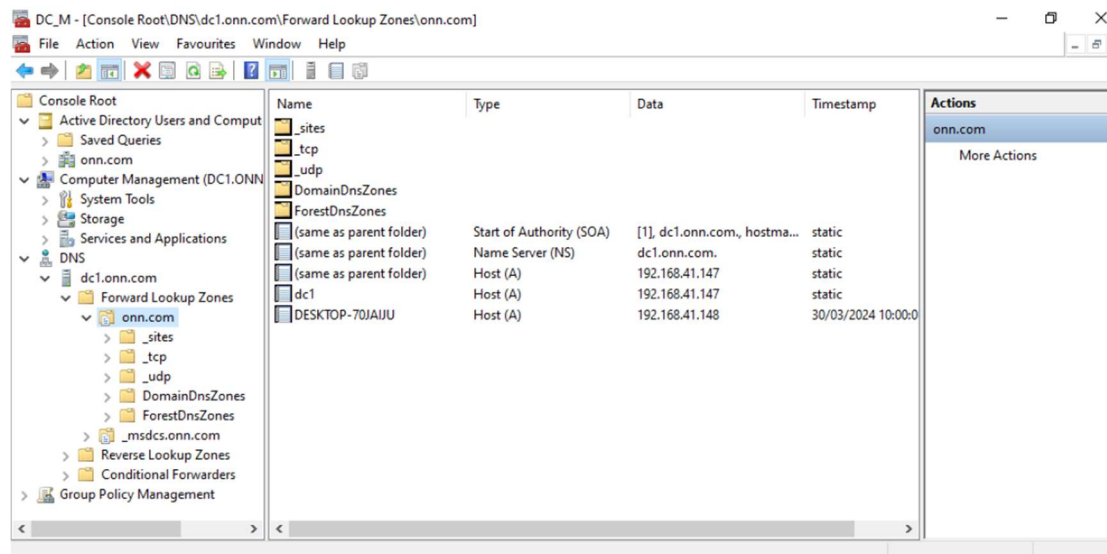 DC_M - [Console Root\DNS\dc1.onn.com\Forward Lookup Zones\onn.com]
File Action View Favourites Window Help
Console Root
Active Directory Users and Comput
Saved Queries
onn.com
Computer Management (DC1.ONN
System Tools
Storage
Services and Applications
DNS
dc1.onn.com
Forward Lookup Zones
onn.com
_sites
_tcp
_udp
DomainDnsZones
ForestDnsZones
_msdcs.onn.com
Reverse Lookup Zones
Conditional Forwarders
Group Policy Management
Name Type Data Timestamp
_sites
_tcp
_udp
DomainDnsZones
ForestDnsZones
(same as parent folder) Start of Authority (SOA) [1], dc1.onn.com., hostma... static
(same as parent folder) Name Server (NS) dc1.onn.com. static
(same as parent folder) Host (A) 192.168.41.147 static
dc1 Host (A) 192.168.41.147 static
DESKTOP-70JAIJU Host (A) 192.168.41.148 30/03/2024 10:00:0
Actions
onn.com
More Actions